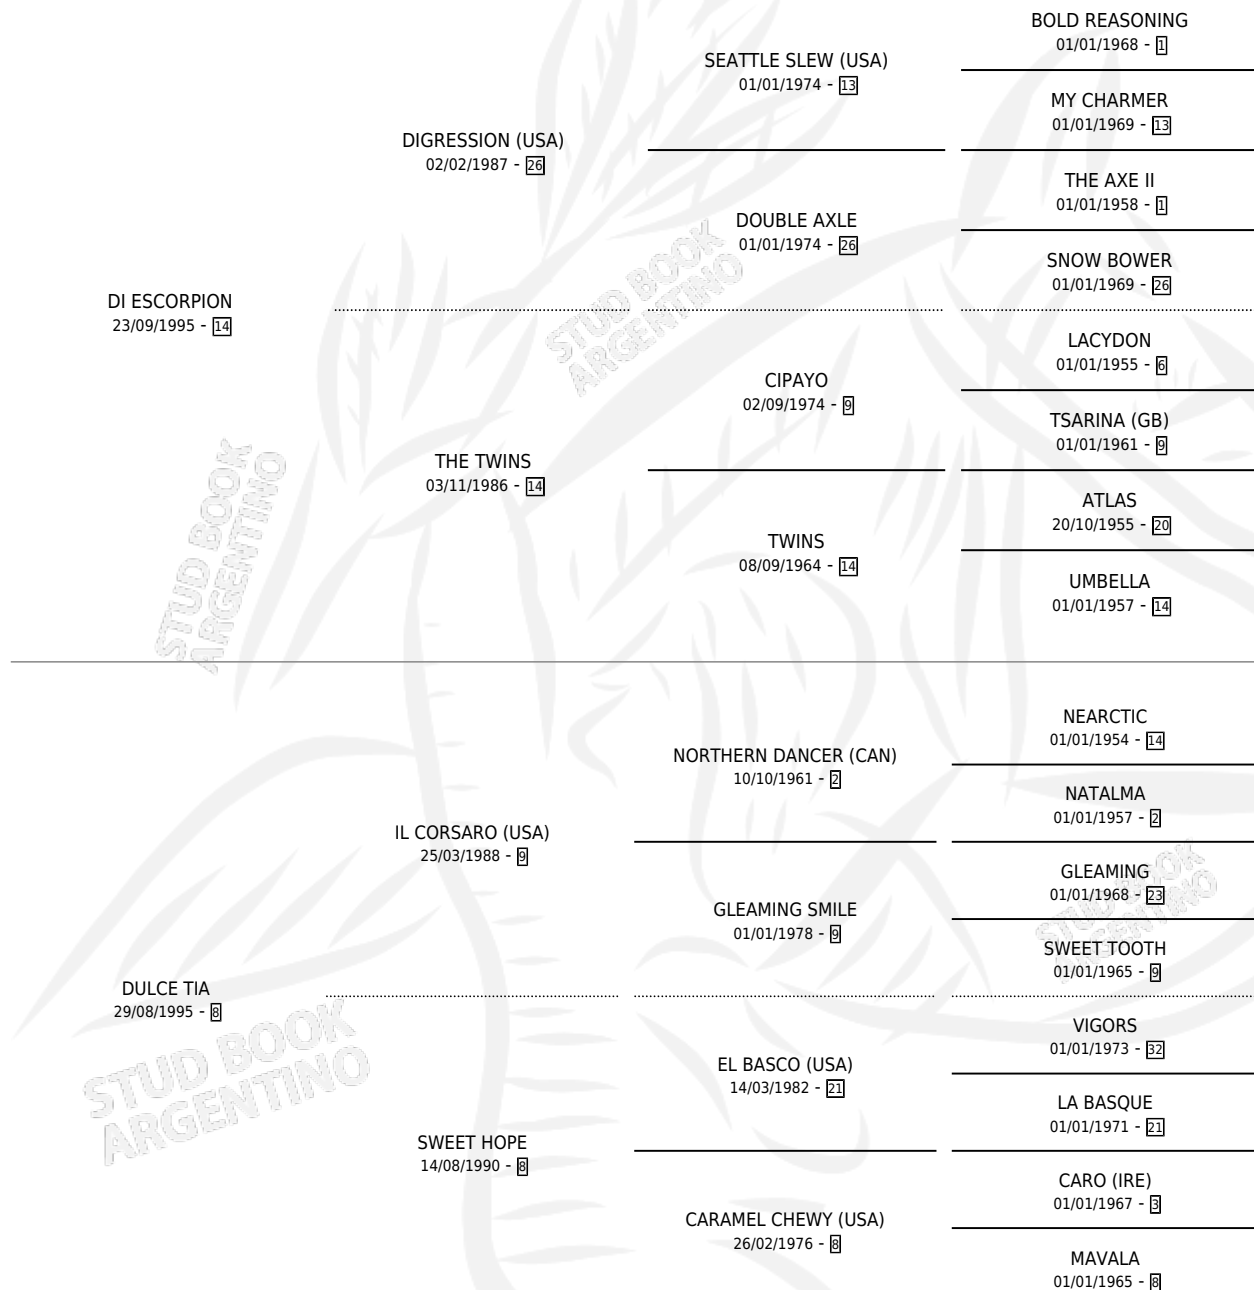 BOLD REASONING
01/01/1968 - 1
SEATTLE SLEW (USA)
01/01/1974 - 13
MY CHARMER
01/01/1969 - 13
DIGRESSION (USA)
02/02/1987 - 26
THE AXE II
01/01/1958 - 1
DOUBLE AXLE
01/01/1974 - 26
SNOW BOWER
01/01/1969 - 26
DI ESCORPION
23/09/1995 - 14
STUD BOOK
ARGENTINO
LACYDON
01/01/1955 - 6
CIPAYO
02/09/1974 - 9
TSARINA (GB)
01/01/1961 - 9
THE TWINS
03/11/1986 - 14
ATLAS
20/10/1955 - 20
TWINS
08/09/1964 - 14
UMBELLA
01/01/1957 - 14
STUD BOOK
ARGENTINO
NEARCTIC
01/01/1954 - 14
NORTHERN DANCER (CAN)
10/10/1961 - 2
NATALMA
01/01/1957 - 2
IL CORSARO (USA)
25/03/1988 - 9
GLEAMING
01/01/1968 - 23
GLEAMING SMILE
01/01/1978 - 9
SWEET TOOTH
01/01/1965 - 9
STUD BOOK
ARGENTINO
DULCE TIA
29/08/1995 - 8
VIGORS
01/01/1973 - 32
EL BASCO (USA)
14/03/1982 - 21
LA BASQUE
01/01/1971 - 21
STUD BOOK
ARGENTINO
SWEET HOPE
14/08/1990 - 8
CARO (IRE)
01/01/1967 - 3
CARAMEL CHEWY (USA)
26/02/1976 - 8
MAVALA
01/01/1965 - 8